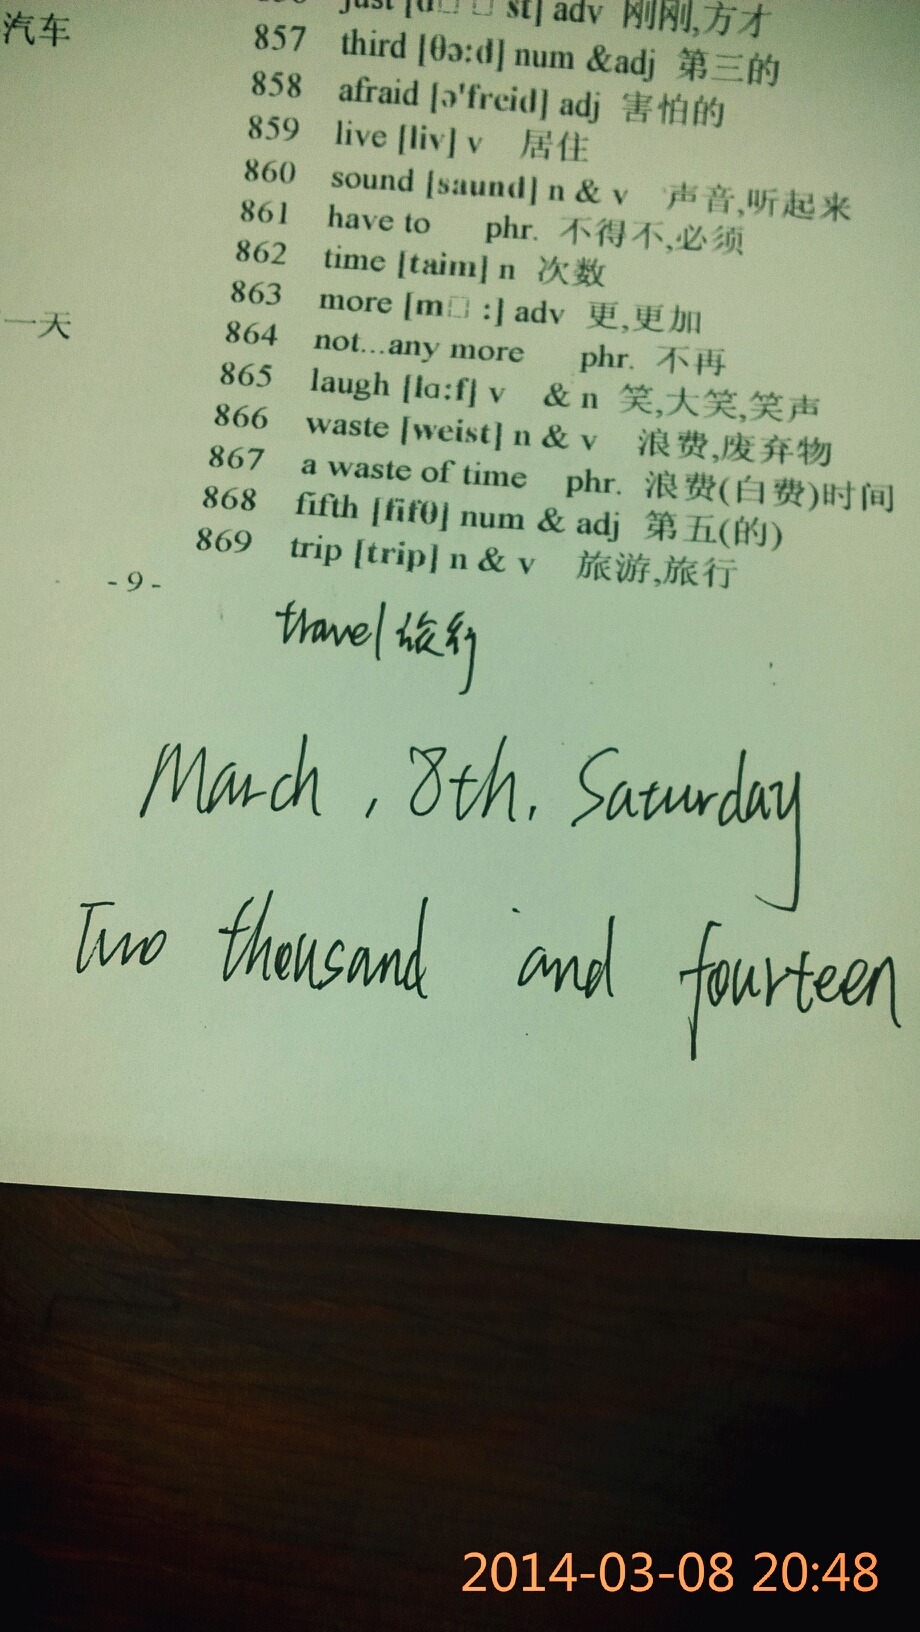 汽车
just [d□ □ st] adv 刚刚,方才
857 third [θə:d] num &adj 第三的
858 afraid [ə'freid] adj 害怕的
859 live [liv] v 居住
860 sound [saund] n & v 声音,听起来
861 have to phr. 不得不,必须
862 time [taim] n 次数
863 more [m□ :] adv 更,更加
一天
864 not...any more phr. 不再
865 laugh [lɑ:f] v & n 笑,大笑,笑声
866 waste [weist] n & v 浪费,废弃物
867 a waste of time phr. 浪费(白费)时间
868 fifth [fifθ] num & adj 第五(的)
869 trip [trip] n & v 旅游,旅行
- 9 -
travel 旅行
March , 8th. Saturday
Two thousand and fourteen
2014-03-08 20:48